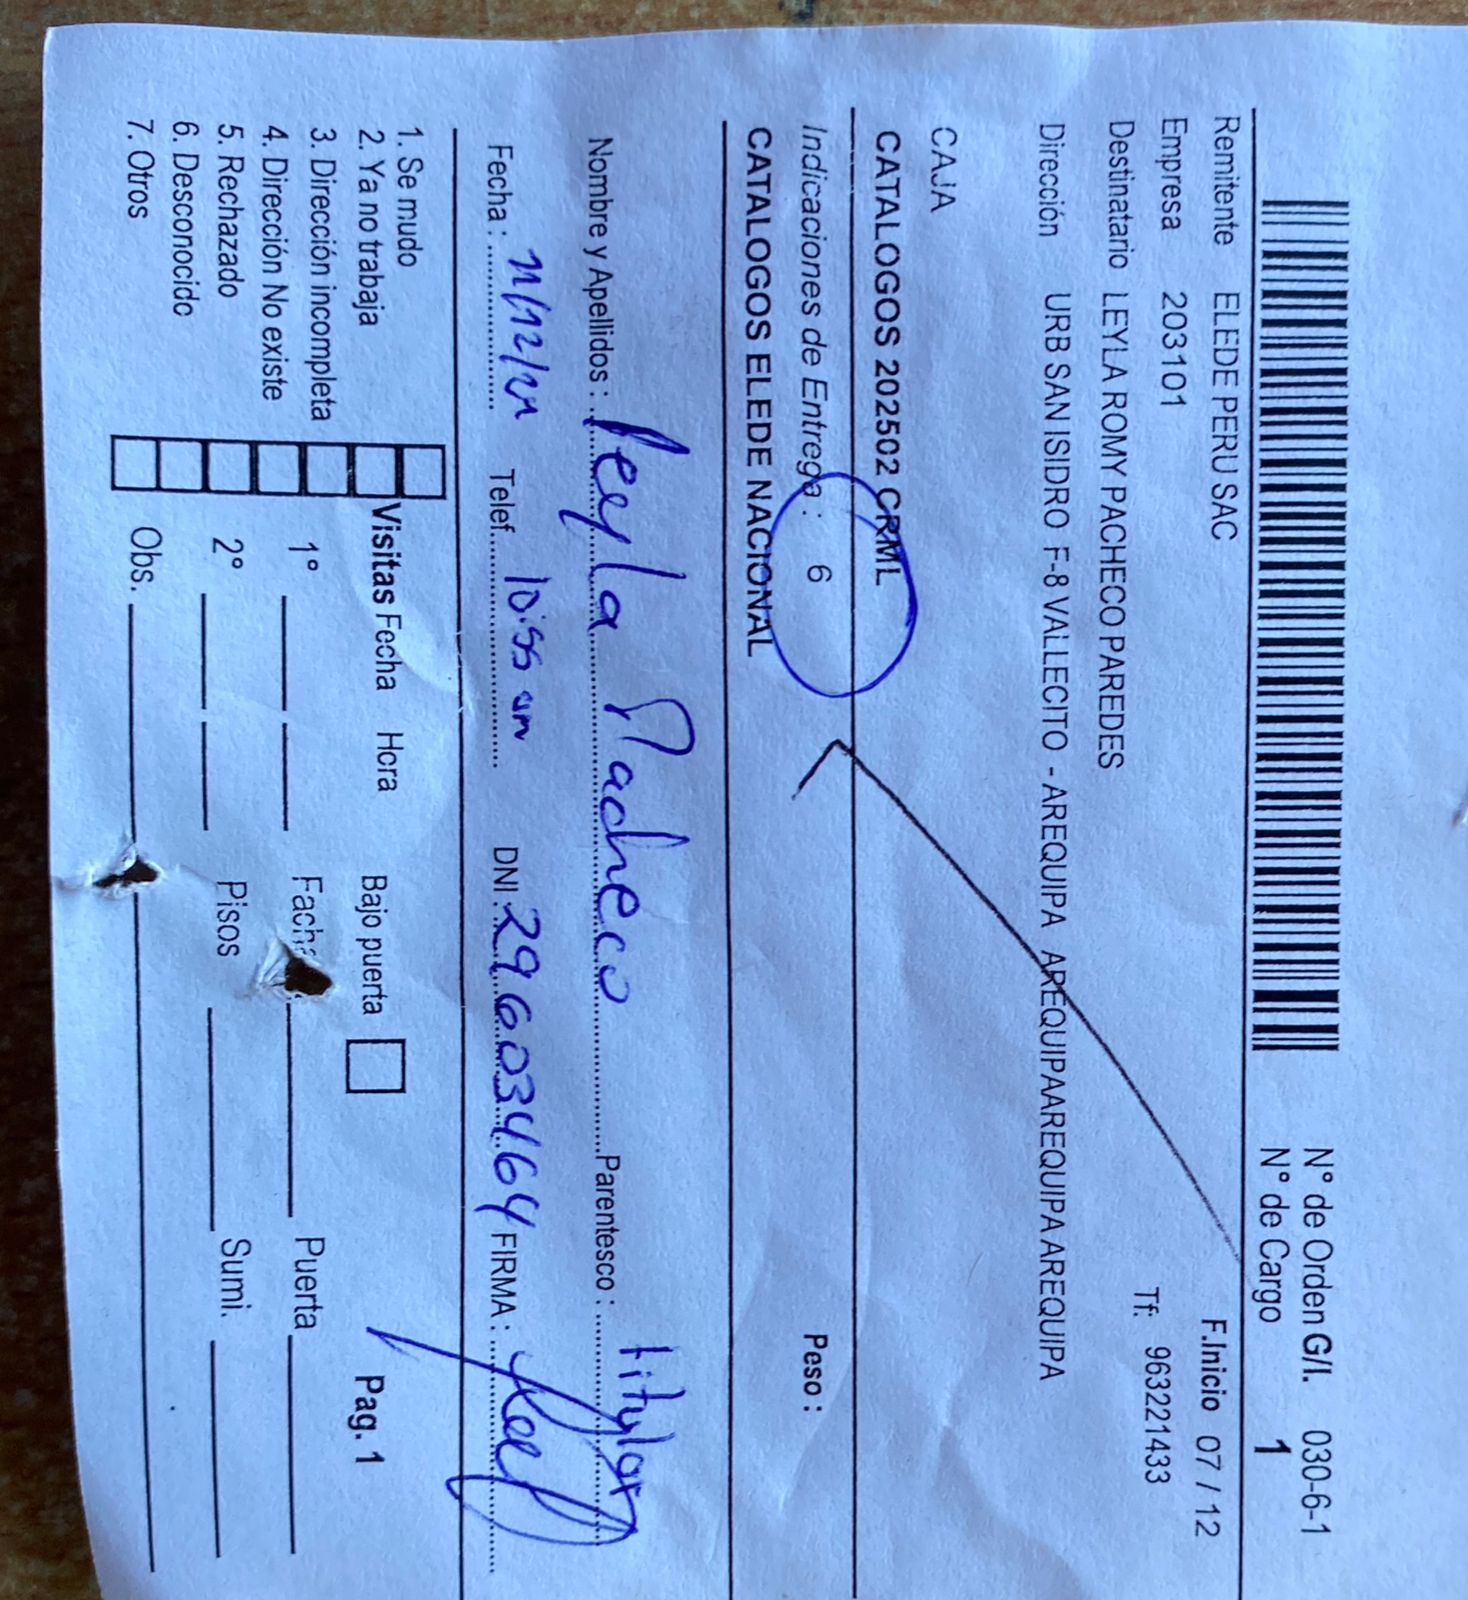 N° de Orden G/I. 030-6-1
N° de Cargo 1
Remitente ELEDE PERU SAC F.Inicio 07 / 12
Empresa 203101
Destinatario LEYLA ROMY PACHECO PAREDES Tf: 963221433
Dirección URB SAN ISIDRO F-8 VALLECITO - AREQUIPA AREQUIPAAREQUIPA AREQUIPA
CAJA
CATALOGOS 202502 CRML
Indicaciones de Entrega : 6 Peso :
CATALOGOS ELEDE NACIONAL
Nombre y Apellidos : Leyla Pacheco Parentesco : titular
Fecha : 11/12/24 Telef. 10:55 am DNI : 29603464 FIRMA :
1. Se mudo
2. Ya no trabaja
3. Dirección incompleta
4. Dirección No existe
5. Rechazado
6. Desconocido
7. Otros
Visitas Fecha Hora Bajo puerta Pag. 1
1° Puerta
2° Pisos Sumi.
Obs.